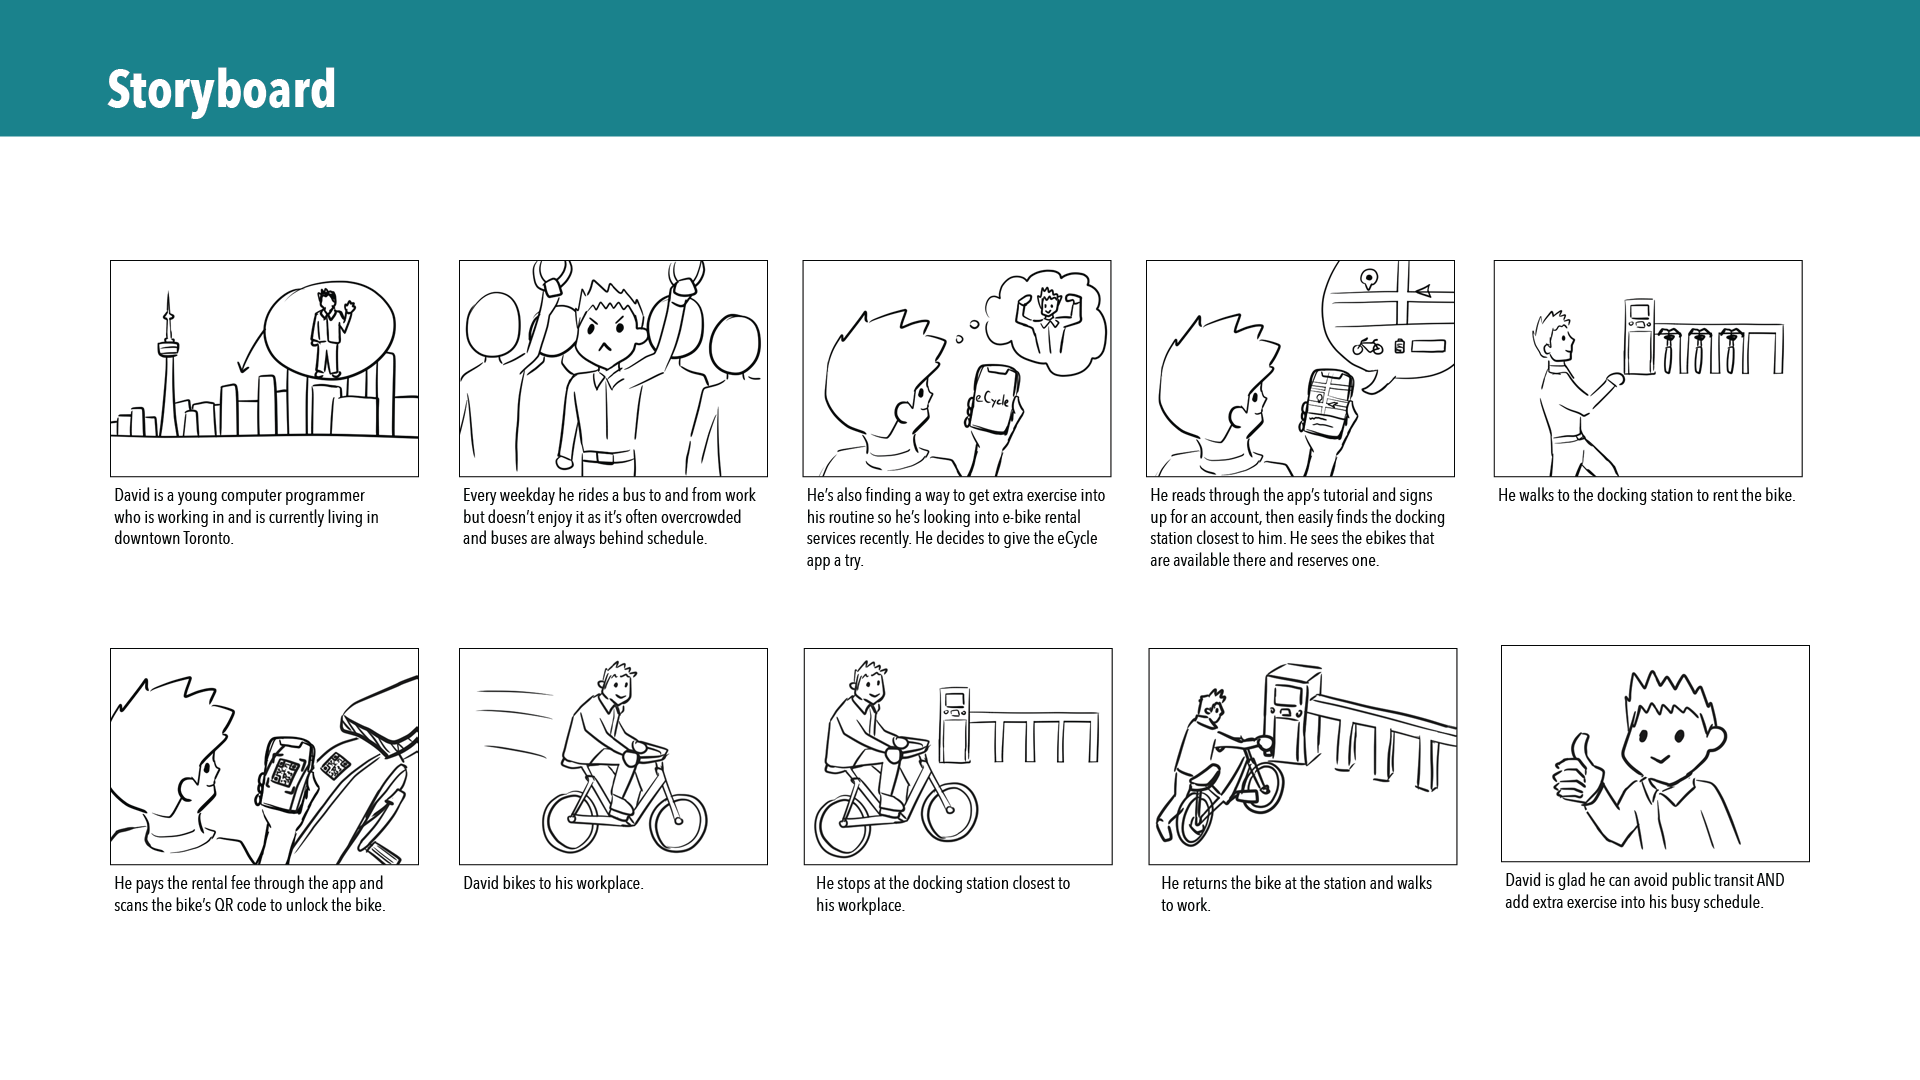 Storyboard
David is a young computer programmer
who is working in and is currently living in
downtown Toronto.
Every weekday he rides a bus to and from work
but doesn’t enjoy it as it’s often overcrowded
and buses are always behind schedule.
e.Cycle
He’s also finding a way to get extra exercise into
his routine so he’s looking into e-bike rental
services recently. He decides to give the eCycle
app a try.
He reads through the app’s tutorial and signs
up for an account, then easily finds the docking
station closest to him. He sees the ebikes that
are available there and reserves one.
He walks to the docking station to rent the bike.
He pays the rental fee through the app and
scans the bike’s QR code to unlock the bike.
David bikes to his workplace.
He stops at the docking station closest to
his workplace.
He returns the bike at the station and walks
to work.
David is glad he can avoid public transit AND
add extra exercise into his busy schedule.